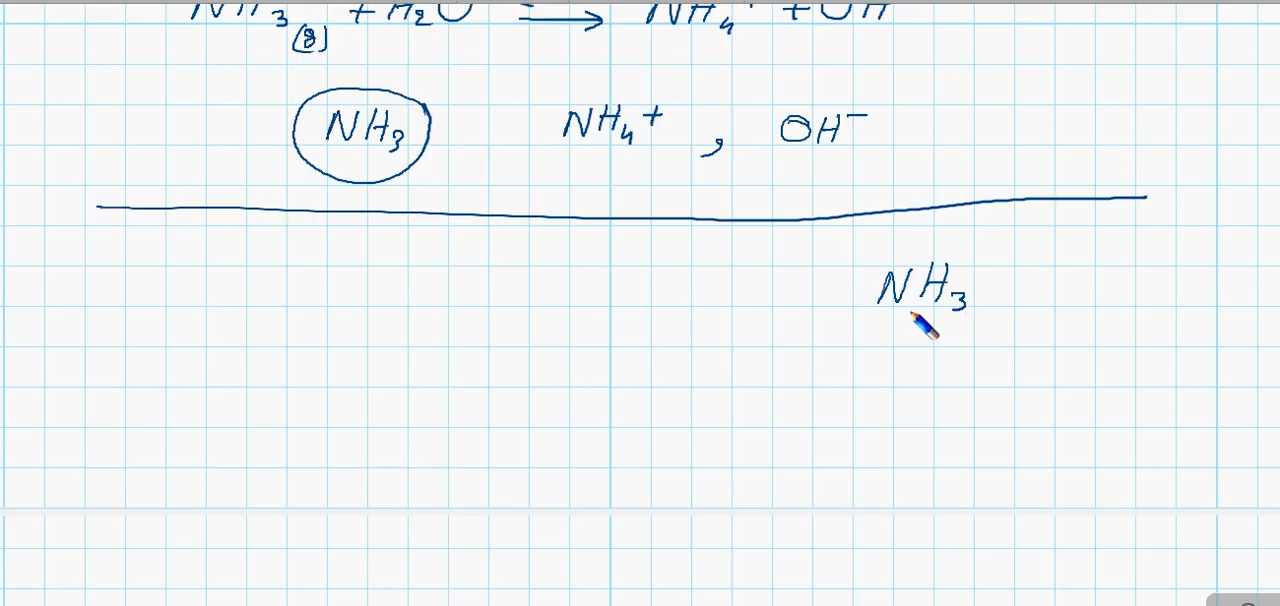 NH₃(g) + H₂O ⇌ NH₄⁺ + OH
NH₃ NH₄⁺ , OH⁻
NH₃